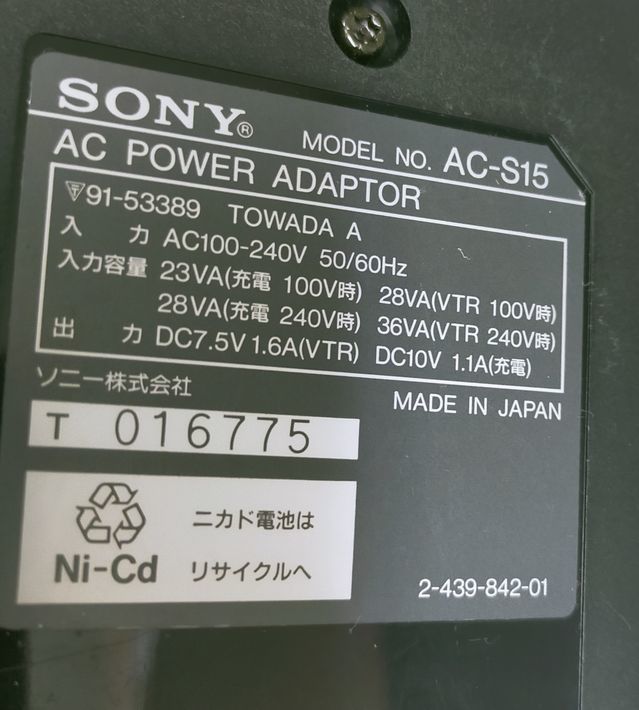 SONY®
MODEL NO. AC-S15
AC POWER ADAPTOR
91-53389 TOWADA A
入 力 AC100-240V 50/60Hz
入力容量 23VA(充電 100V時) 28VA(VTR 100V時)
28VA(充電 240V時) 36VA(VTR 240V時)
出 力 DC7.5V 1.6A(VTR) DC10V 1.1A(充電)
ソニー株式会社
MADE IN JAPAN
T 016775
ニカド電池は
Ni-Cd リサイクルへ
2-439-842-01